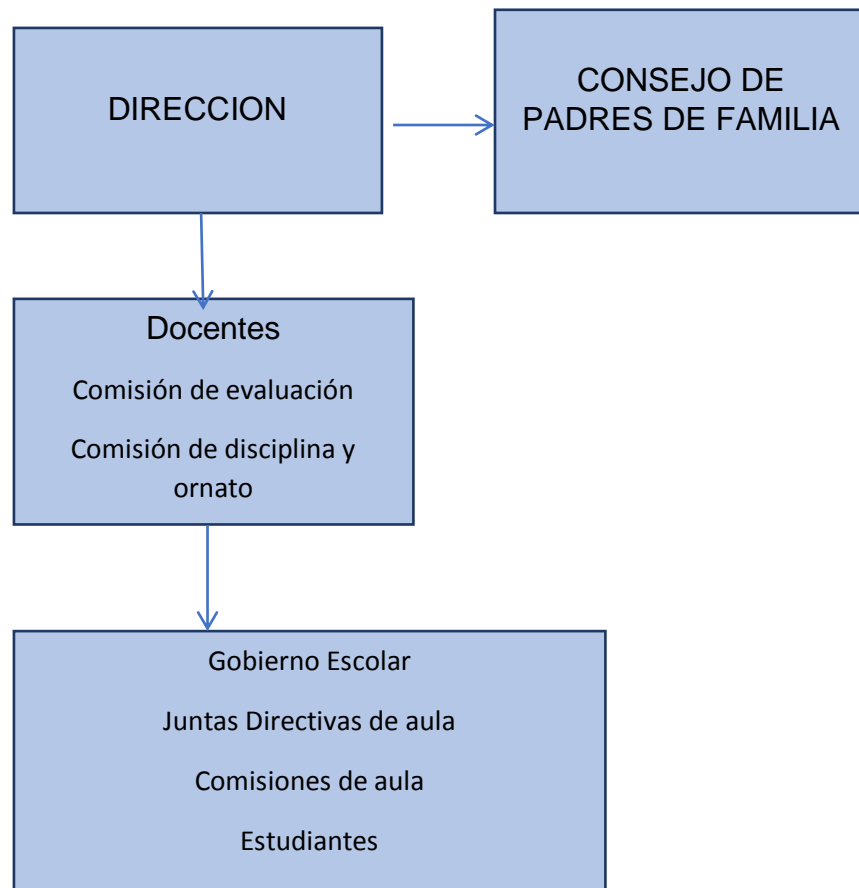 DIRECCION
CONSEJO DE
PADRES DE FAMILIA
Docentes
Comisión de evaluación
Comisión de disciplina y
ornato
Gobierno Escolar
Juntas Directivas de aula
Comisiones de aula
Estudiantes